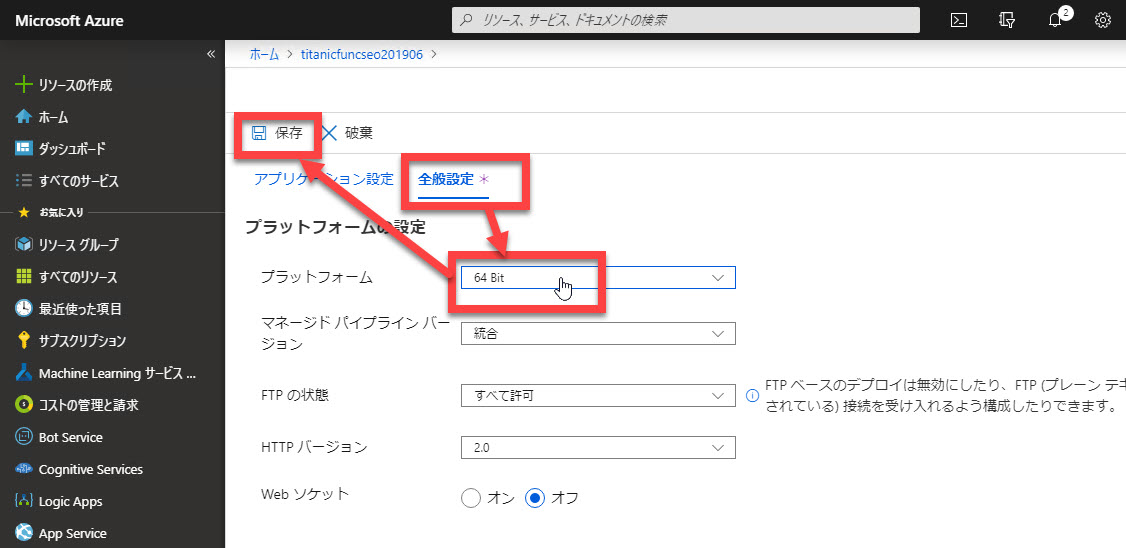 Microsoft Azure
リソース、サービス、ドキュメントの検索
2
«
リソースの作成
ホーム
ダッシュボード
すべてのサービス
お気に入り
リソース グループ
すべてのリソース
最近使った項目
サブスクリプション
Machine Learning サービス ...
コストの管理と請求
Bot Service
Cognitive Services
Logic Apps
App Service
ホーム > titanicfuncseo201906 >
保存
破棄
アプリケーション設定
全般設定 *
プラットフォームの設定
プラットフォーム
64 Bit
マネージド パイプライン バー
ジョン
統合
FTP の状態
すべて許可
FTP ベースのデプロイは無効にしたり、FTP (プレーン テキ
されている) 接続を受け入れるよう構成したりできます。
HTTP バージョン
2.0
Web ソケット
オン
オフ